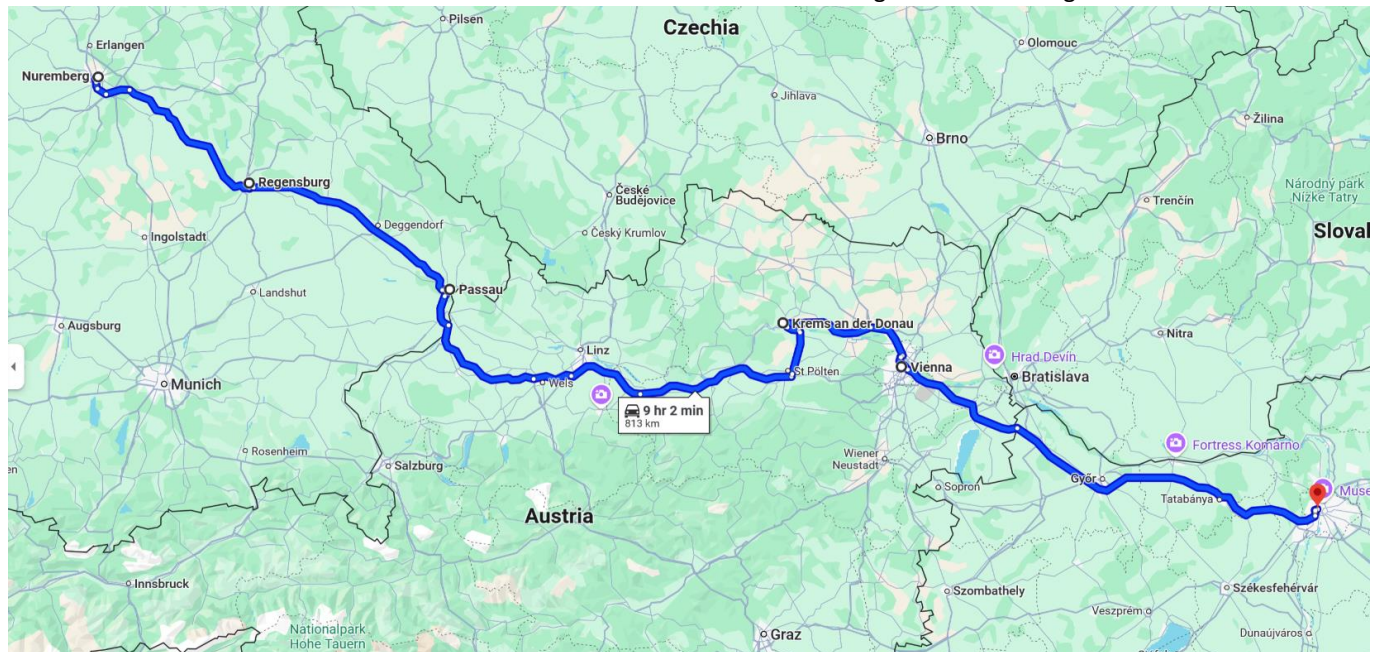 Czechia
Pilsen
Erlangen
Olomouc
Nuremberg
Jihlava
Žilina
Brno
Regensburg
České
Budějovice
Národný park
Nízke Tatry
Trenčín
Deggendorf
Český Krumlov
Ingolstadt
Sloval
Passau
Landshut
Augsburg
Krems an der Donau
Nitra
Linz
Hrad Devín
St. Pölten
Vienna
Bratislava
Munich
Wels
9 hr 2 min
813 km
Fortress Komárno
Rosenheim
Wiener
Neustadt
Salzburg
Győr
Sopron
Muse
Tatabánya
Austria
Innsbruck
Szombathely
Székesfehérvár
Veszprém
Nationalpark
Hohe Tauern
Graz
Dunaújváros